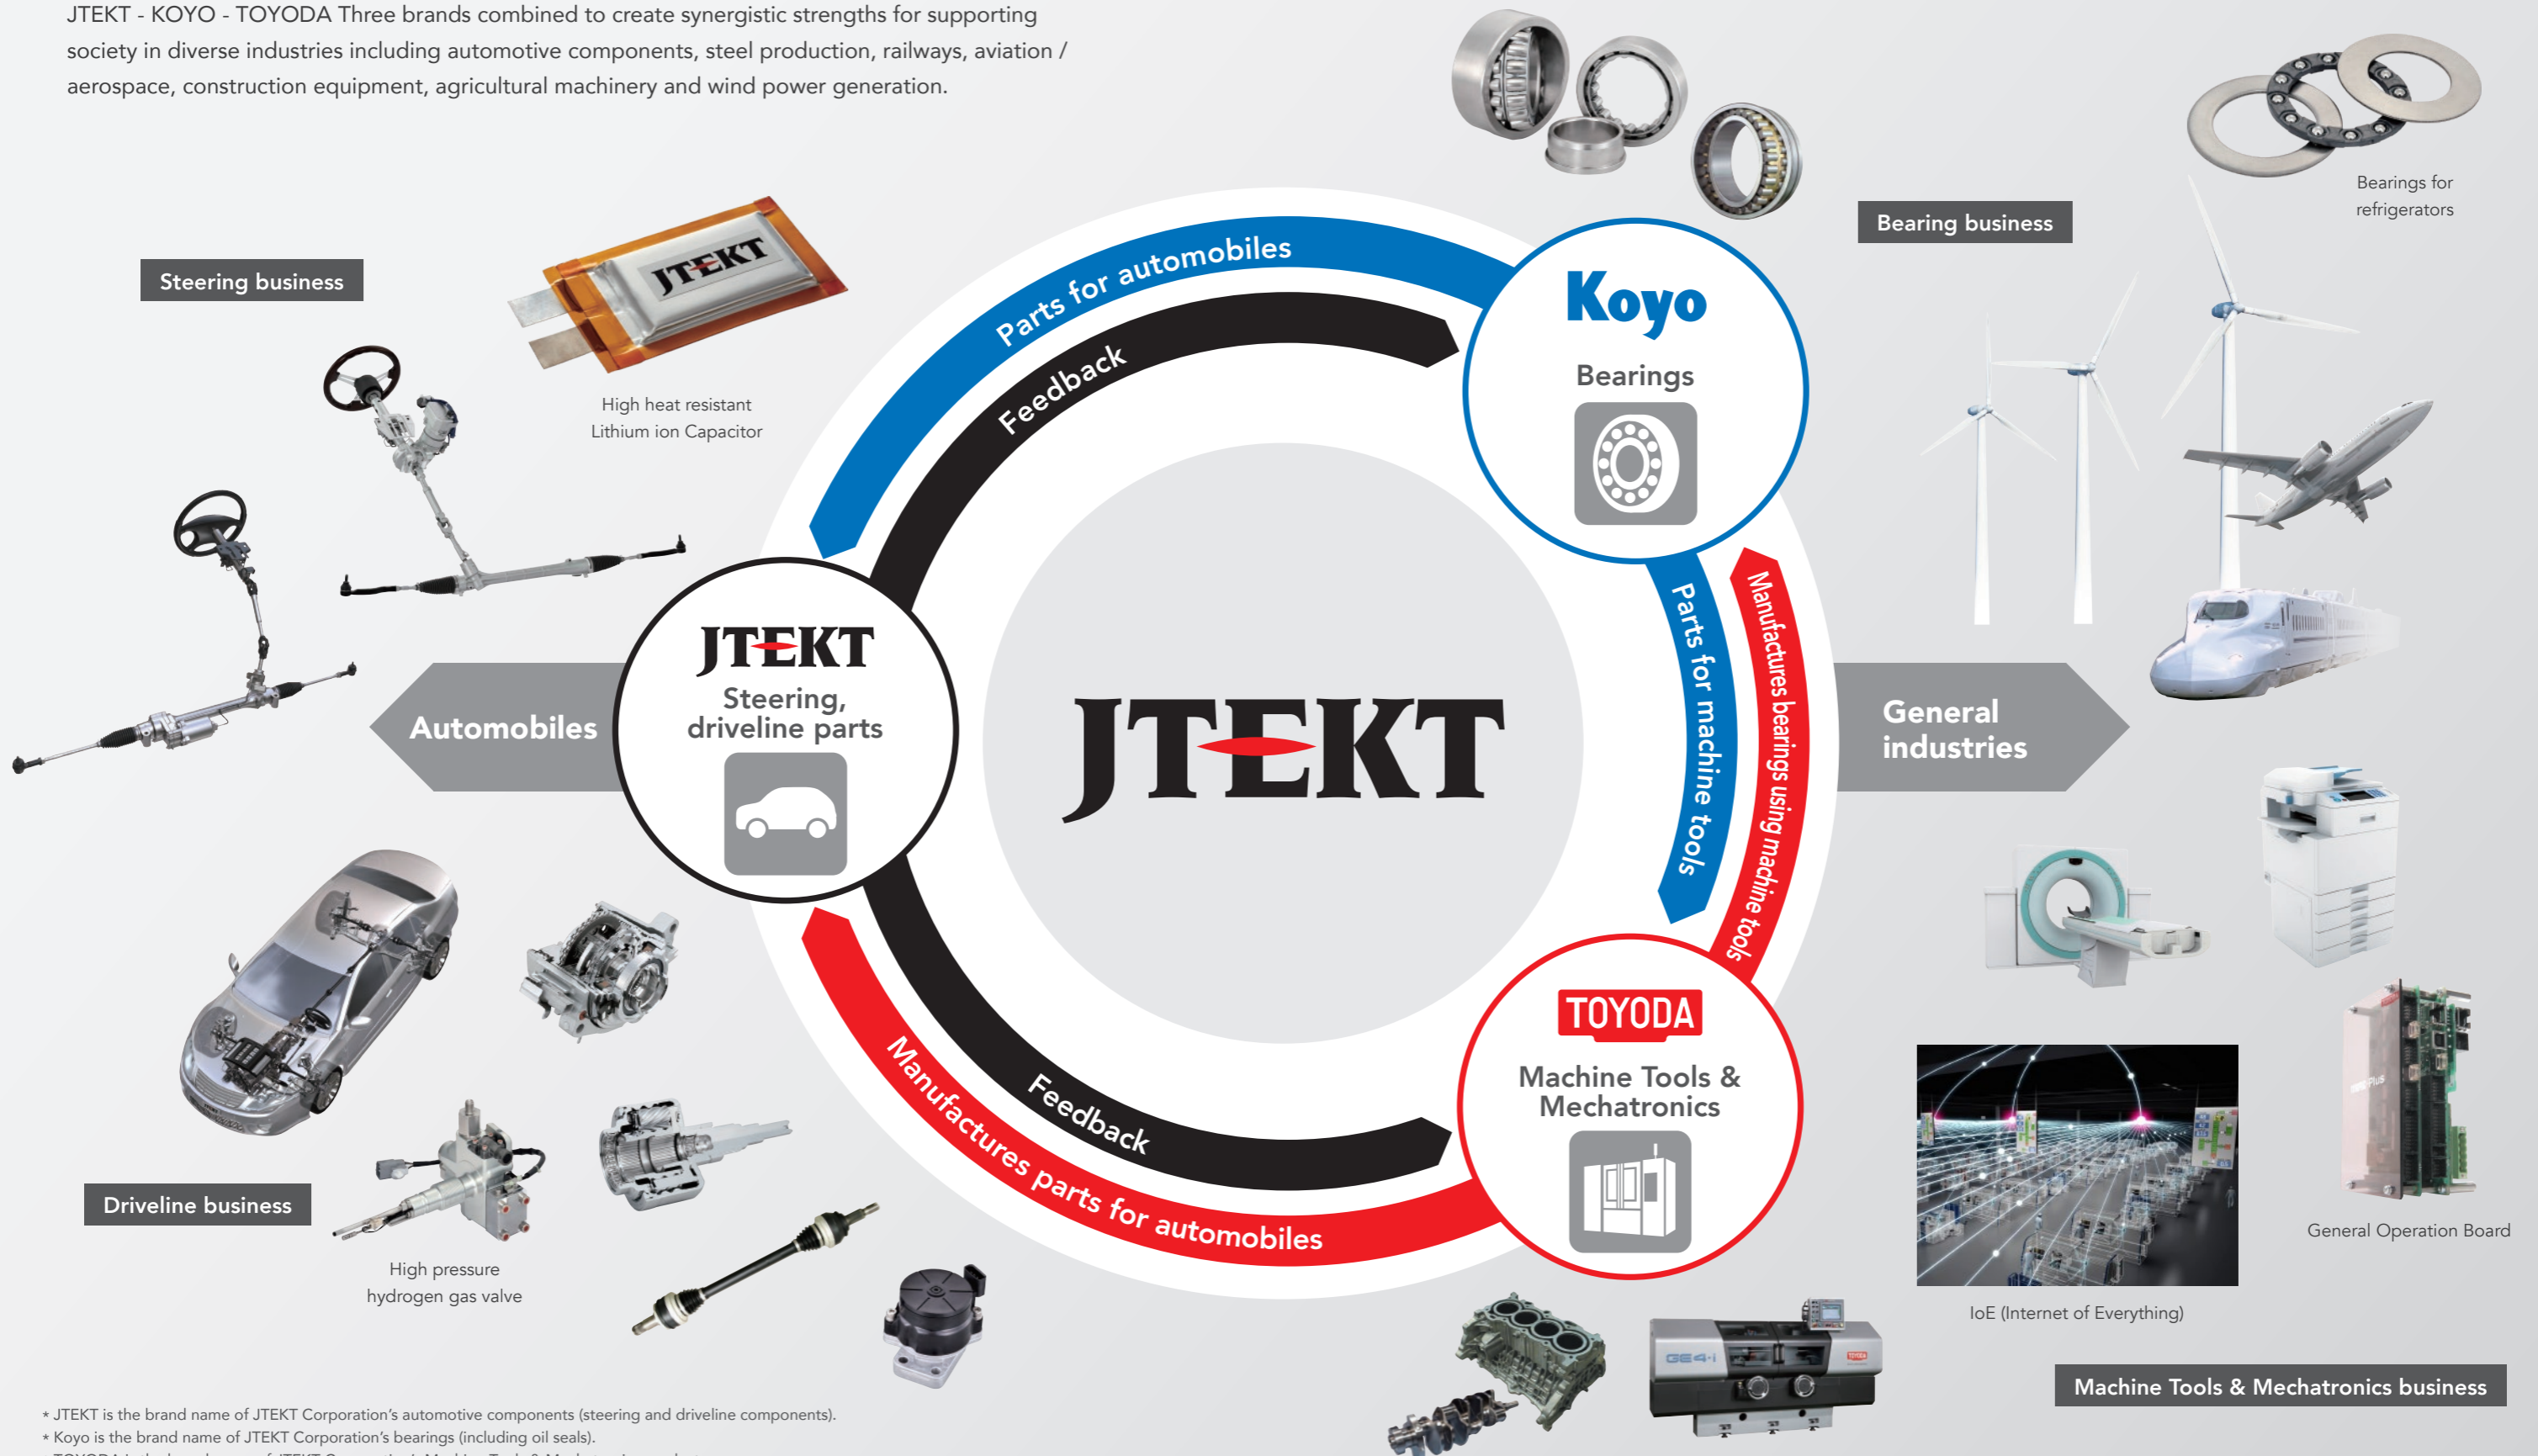 JTEKT - KOYO - TOYODA Three brands combined to create synergistic strengths for supporting
society in diverse industries including automotive components, steel production, railways, aviation /
aerospace, construction equipment, agricultural machinery and wind power generation.
Bearings for
refrigerators
Bearing business
Steering business
JTEKT
High heat resistant
Lithium ion Capacitor
Parts for automobiles
Feedback
Koyo
Bearings
JTEKT
Steering,
driveline parts
Automobiles
JTEKT
Parts for machine tools
Manufactures bearings using machine tools
General
industries
TOYODA
Machine Tools &
Mechatronics
Feedback
Manufactures parts for automobiles
Driveline business
High pressure
hydrogen gas valve
Plus
General Operation Board
IoE (Internet of Everything)
GE4-i
TOYODA
Machine Tools & Mechatronics business
* JTEKT is the brand name of JTEKT Corporation's automotive components (steering and driveline components).
* Koyo is the brand name of JTEKT Corporation's bearings (including oil seals).